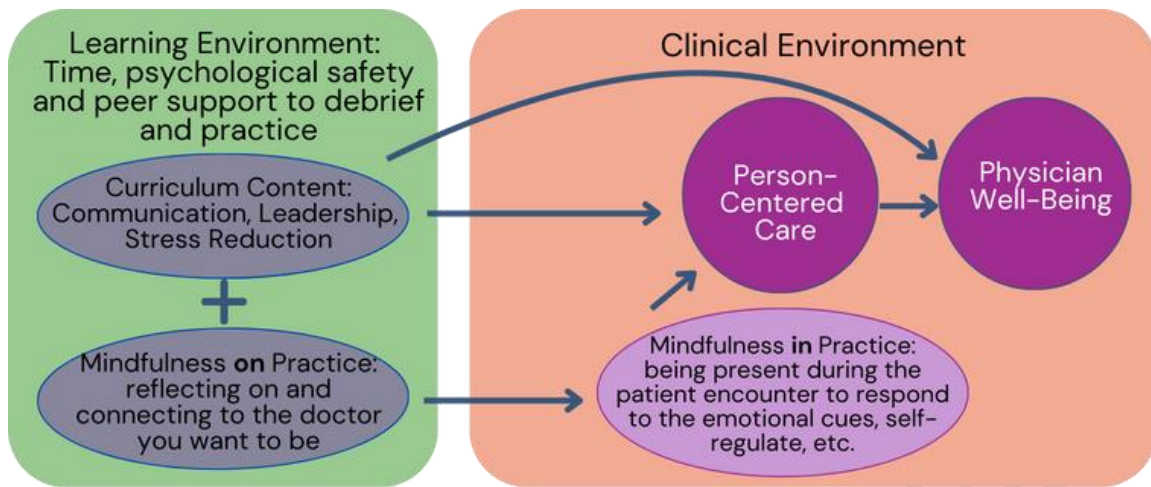 Learning Environment:
Time, psychological safety
and peer support to debrief
and practice
Curriculum Content:
Communication, Leadership,
Stress Reduction
+
Mindfulness on Practice:
reflecting on and
connecting to the doctor
you want to be
Clinical Environment
Person-
Centered
Care
Physician
Well-Being
Mindfulness in Practice:
being present during the
patient encounter to respond
to the emotional cues, self-
regulate, etc.